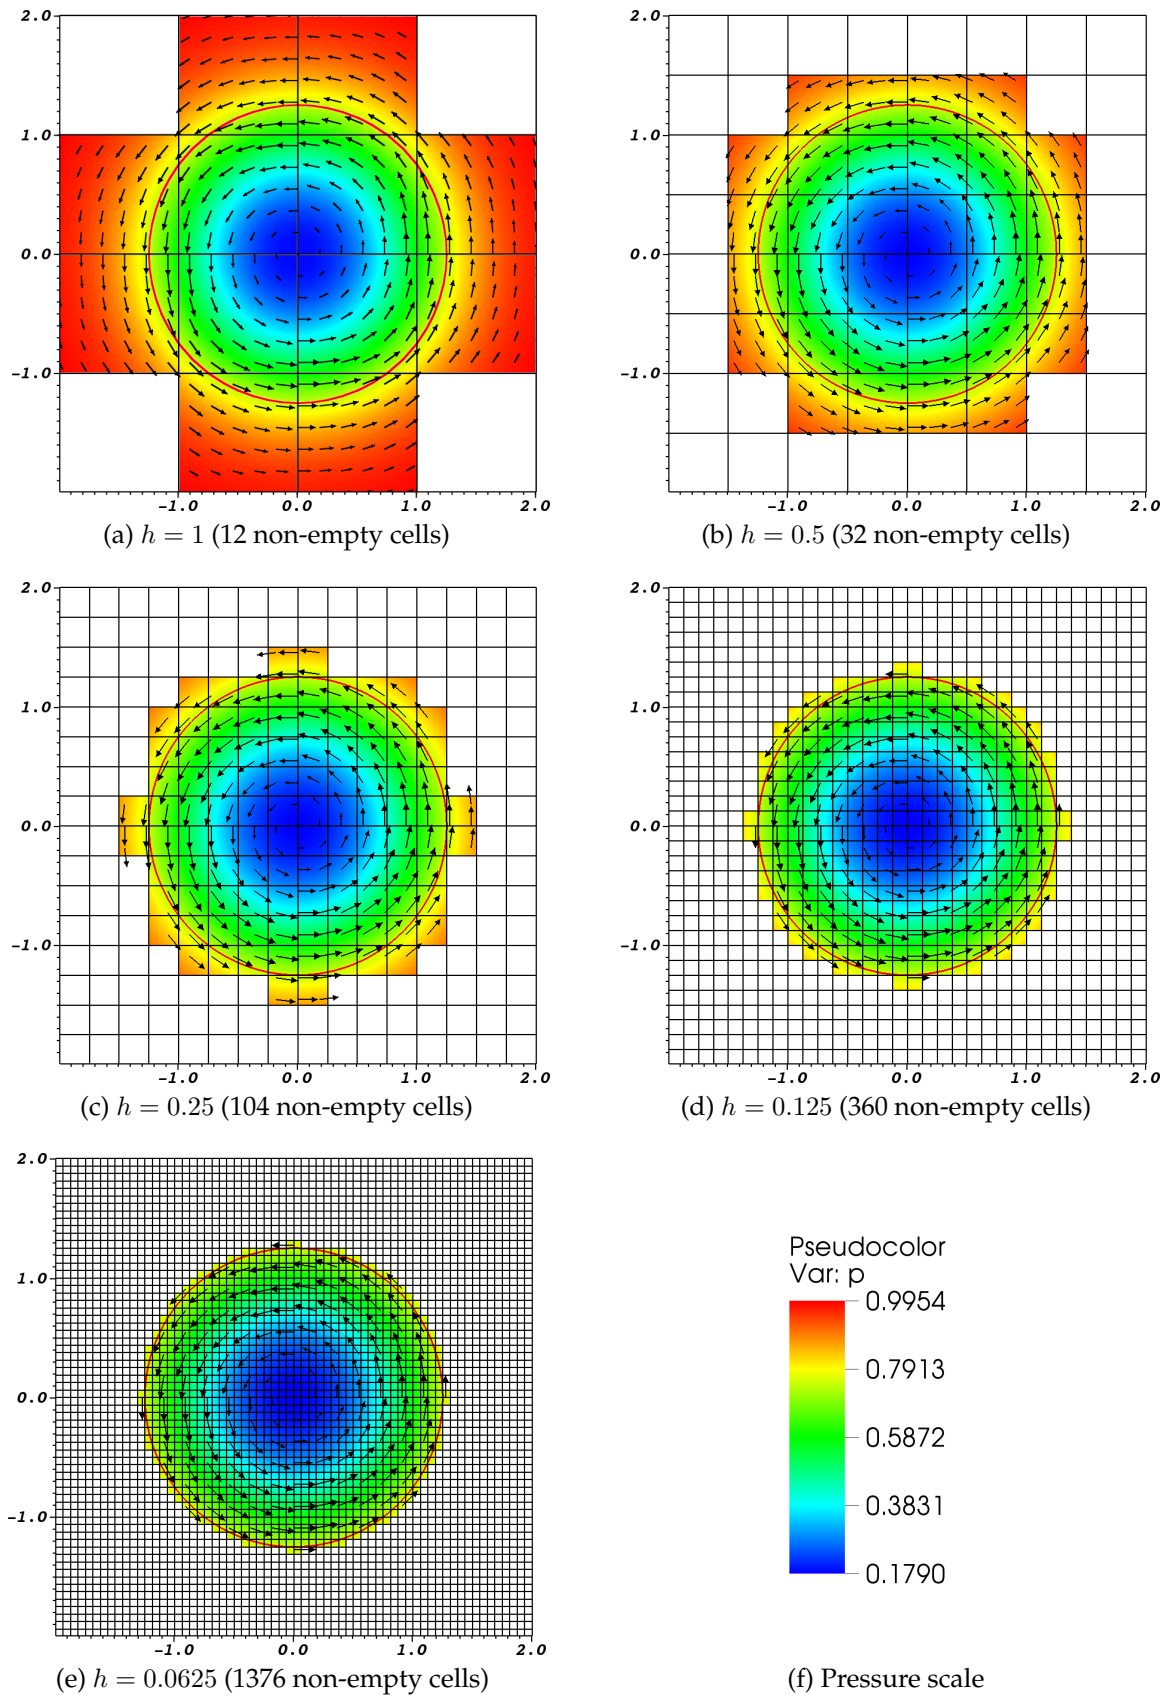 2.0
1.0
0.0
−1.0
−1.0 0.0 1.0 2.0
(a) h = 1 (12 non-empty cells)
2.0
1.0
0.0
−1.0
−1.0 0.0 1.0 2.0
(b) h = 0.5 (32 non-empty cells)
2.0
1.0
0.0
−1.0
−1.0 0.0 1.0 2.0
(c) h = 0.25 (104 non-empty cells)
2.0
1.0
0.0
−1.0
−1.0 0.0 1.0 2.0
(d) h = 0.125 (360 non-empty cells)
2.0
1.0
0.0
−1.0
−1.0 0.0 1.0 2.0
(e) h = 0.0625 (1376 non-empty cells)
Pseudocolor
Var: p
0.9954
0.7913
0.5872
0.3831
0.1790
(f) Pressure scale